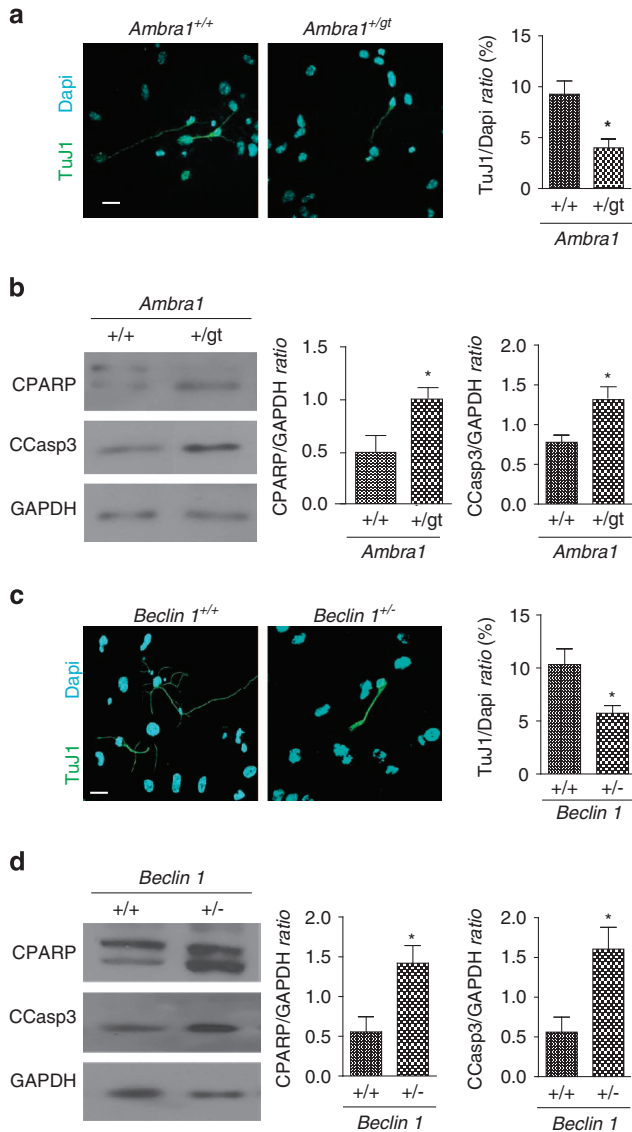 a
Ambra1+/+
Ambra1+/gt
TuJ1 Dapi
TuJ1/Dapi ratio (%)
15
10
5
0
*
+/+ +/gt
Ambra1
b
Ambra1
+/+ +/gt
CPARP
CCasp3
GAPDH
CPARP/GAPDH ratio
1.5
1.0
0.5
0.0
*
+/+ +/gt
Ambra1
CCasp3/GAPDH ratio
2.0
1.5
1.0
0.5
0.0
*
+/+ +/gt
Ambra1
c
Beclin 1+/+
Beclin 1+/-
TuJ1 Dapi
TuJ1/Dapi ratio (%)
15
10
5
0
*
+/+ +/-
Beclin 1
d
Beclin 1
+/+ +/-
CPARP
CCasp3
GAPDH
CPARP/GAPDH ratio
2.0
1.5
1.0
0.5
0.0
*
+/+ +/-
Beclin 1
CCasp3/GAPDH ratio
2.0
1.5
1.0
0.5
0.0
*
+/+ +/-
Beclin 1